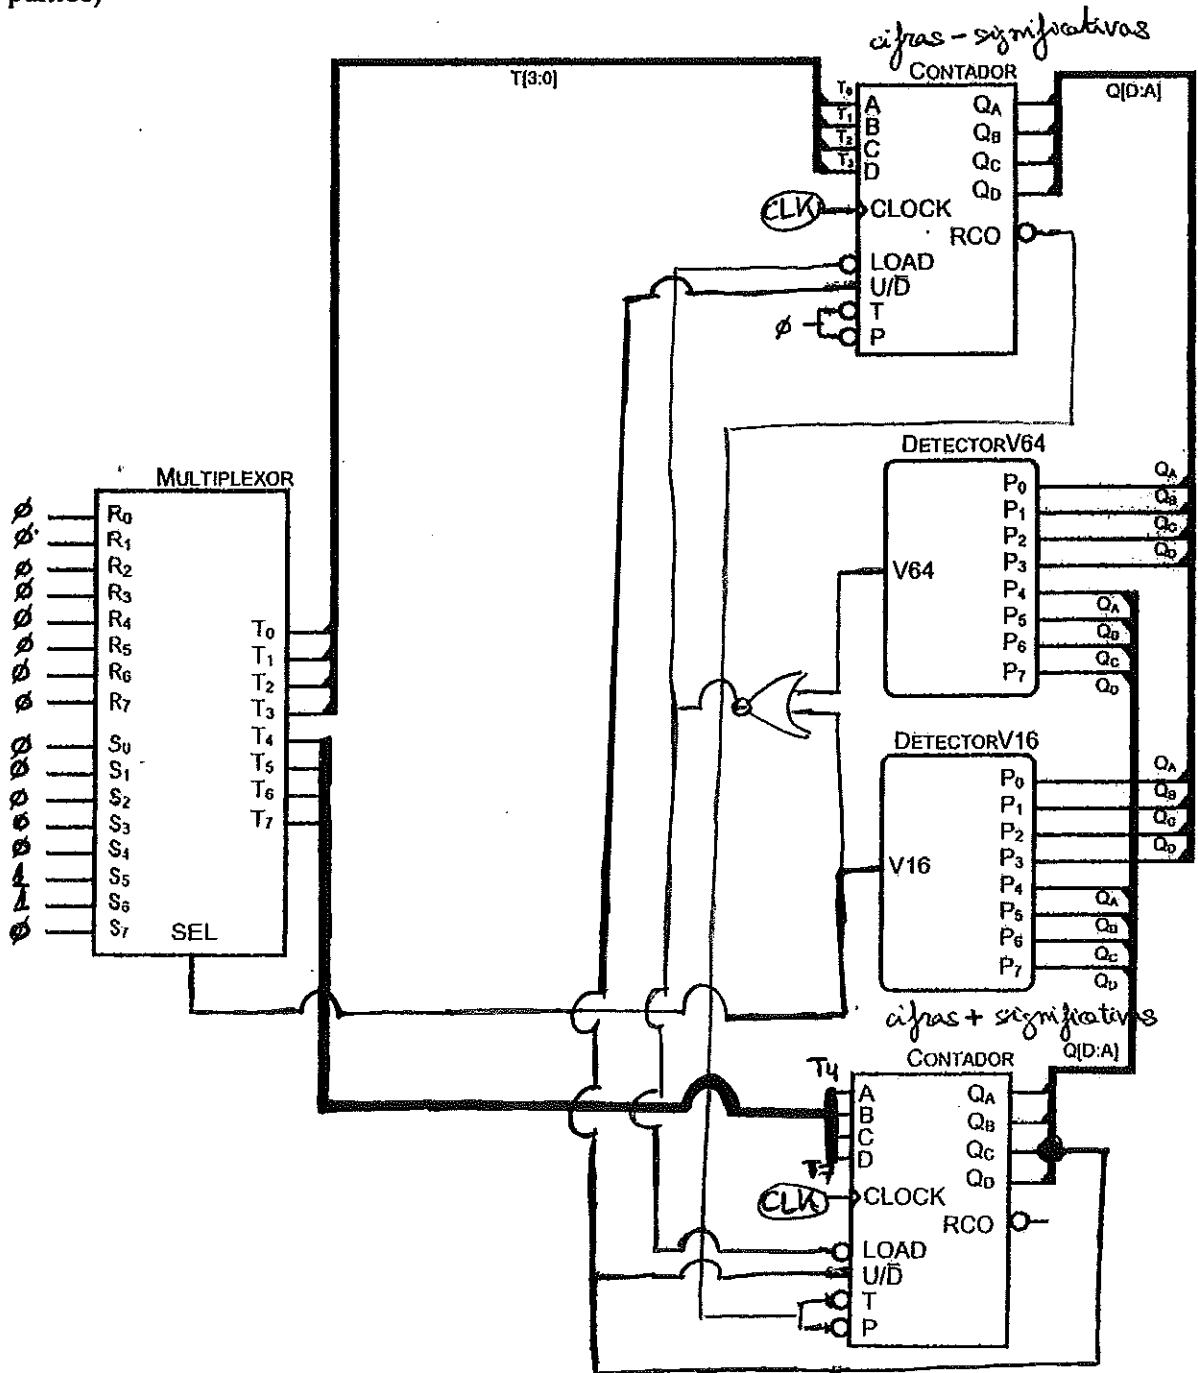 puntos)
cifras - significativas
CONTADOR
T[3:0]
Q[D:A]
T0 A QA
T1 B QB
T2 C QC
T3 D QD
CLK CLOCK
RCO
LOAD
U/D̅
T
Ø
P
DETECTORV64
MULTIPLEXOR
P0 QA
P1 QB
P2 QC
P3 QD
V64
P4 QA
P5 QB
P6 QC
P7 QD
Ø R0
Ø R1
Ø R2
Ø R3
Ø R4
Ø R5
Ø R6
Ø R7
T0
T1
T2
T3
T4
T5
T6
T7
Ø S0
Ø S1
Ø S2
Ø S3
Ø S4
1 S5
1 S6
Ø S7
SEL
DETECTORV16
P0 QA
P1 QB
P2 QC
P3 QD
V16
P4 QA
P5 QB
P6 QC
P7 QD
cifras + significativas
CONTADOR
Q[D:A]
T4 A QA
B QB
C QC
T7 D QD
CLK CLOCK
RCO
LOAD
U/D̅
T
P